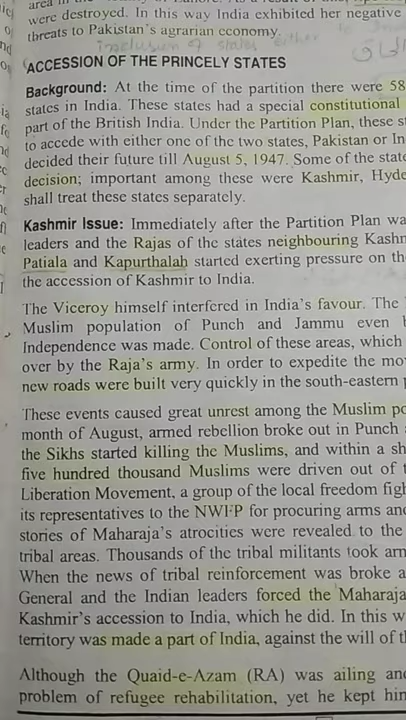 were destroyed. In this way India exhibited her negative
threats to Pakistan's agrarian economy.
inclusion of states either to
ACCESSION OF THE PRINCELY STATES
Background: At the time of the partition there were 58
states in India. These states had a special constitutional
part of the British India. Under the Partition Plan, these s
to accede with either one of the two states, Pakistan or In
decided their future till August 5, 1947. Some of the state
decision; important among these were Kashmir, Hyde
shall treat these states separately.
Kashmir Issue: Immediately after the Partition Plan wa
leaders and the Rajas of the states neighbouring Kashn
Patiala and Kapurthalah started exerting pressure on th
the accession of Kashmir to India.
The Viceroy himself interfered in India's favour. The
Muslim population of Punch and Jammu even b
Independence was made. Control of these areas, which
over by the Raja's army. In order to expedite the mo
new roads were built very quickly in the south-eastern p
These events caused great unrest among the Muslim po
month of August, armed rebellion broke out in Punch
the Sikhs started killing the Muslims, and within a sh
five hundred thousand Muslims were driven out of t
Liberation Movement, a group of the local freedom figh
its representatives to the NWFP for procuring arms and
stories of Maharaja's atrocities were revealed to the
tribal areas. Thousands of the tribal militants took arm
When the news of tribal reinforcement was broke a
General and the Indian leaders forced the Maharaja
Kashmir's accession to India, which he did. In this w
territory was made a part of India, against the will of th
Although the Quaid-e-Azam (RA) was ailing and
problem of refugee rehabilitation, yet he kept him